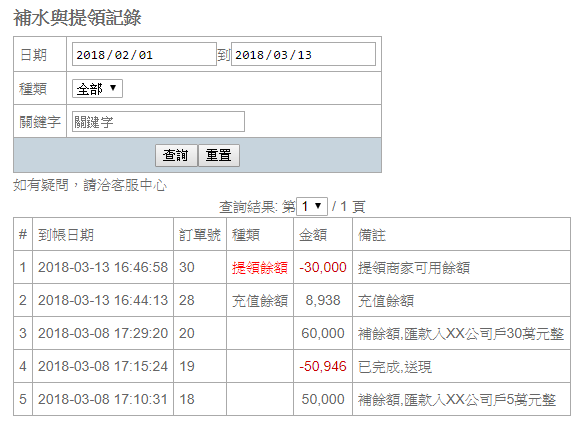 補水與提領記錄
日期 2018/02/01 到 2018/03/13
種類 全部
關鍵字 關鍵字
查詢 重置
如有疑問，請洽客服中心
查詢結果: 第 1 / 1 頁
# 到帳日期 訂單號 種類 金額 備註
1 2018-03-13 16:46:58 30 提領餘額 -30,000 提領商家可用餘額
2 2018-03-13 16:44:13 28 充值餘額 8,938 充值餘額
3 2018-03-08 17:29:20 20 60,000 補餘額,匯款入XX公司戶30萬元整
4 2018-03-08 17:15:24 19 -50,946 已完成,送現
5 2018-03-08 17:10:31 18 50,000 補餘額,匯款入XX公司戶5萬元整